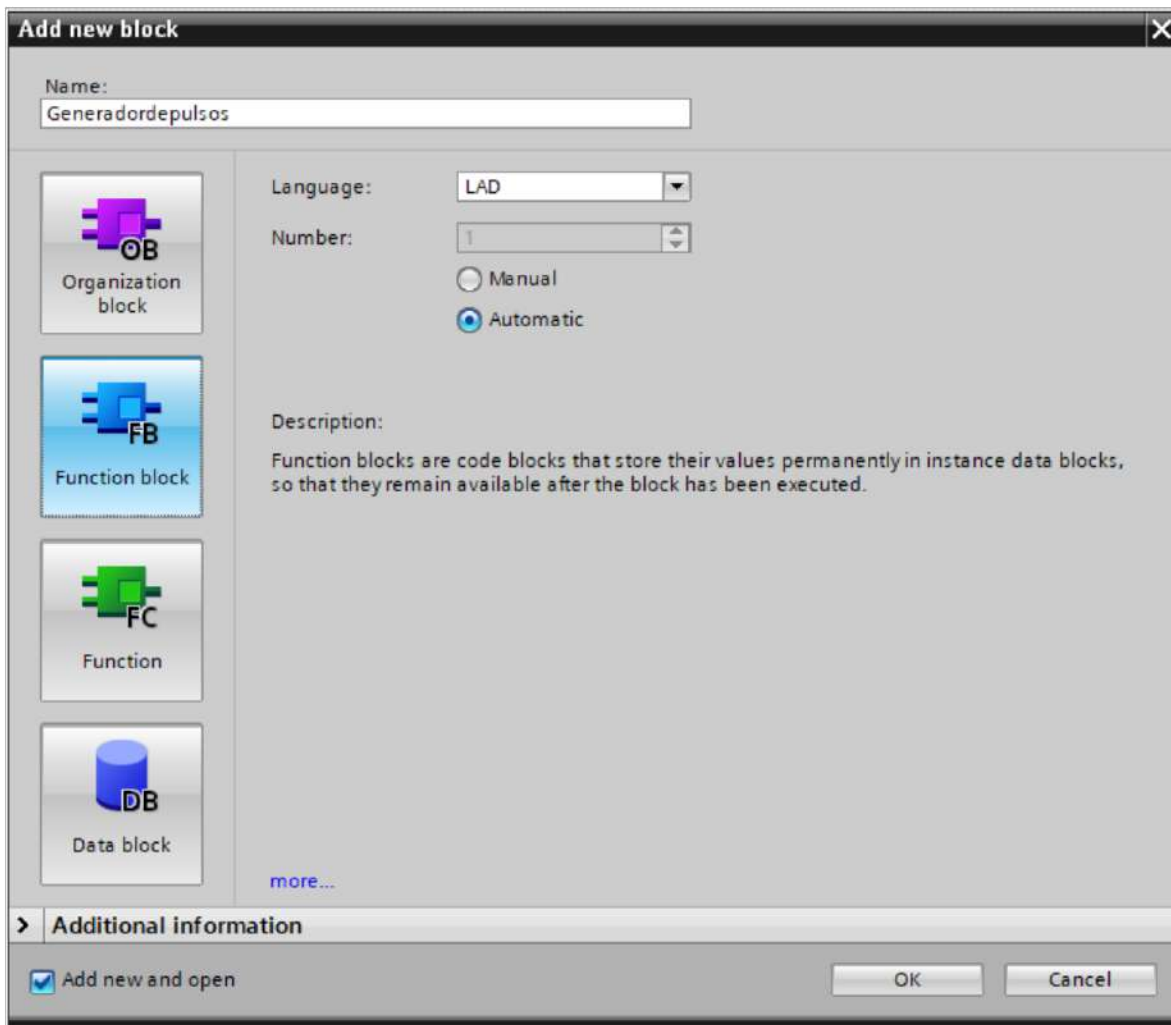 Add new block
Name:
Generadordepulsos
OB
Organization
block
FB
Function block
FC
Function
DB
Data block
Language:
LAD
Number:
1
Manual
Automatic
Description:
Function blocks are code blocks that store their values permanently in instance data blocks,
so that they remain available after the block has been executed.
more...
Additional information
Add new and open
OK
Cancel